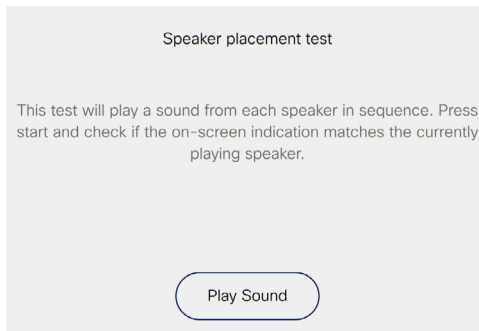 Speaker placement test
This test will play a sound from each speaker in sequence. Press
start and check if the on-screen indication matches the currently
playing speaker.
Play Sound